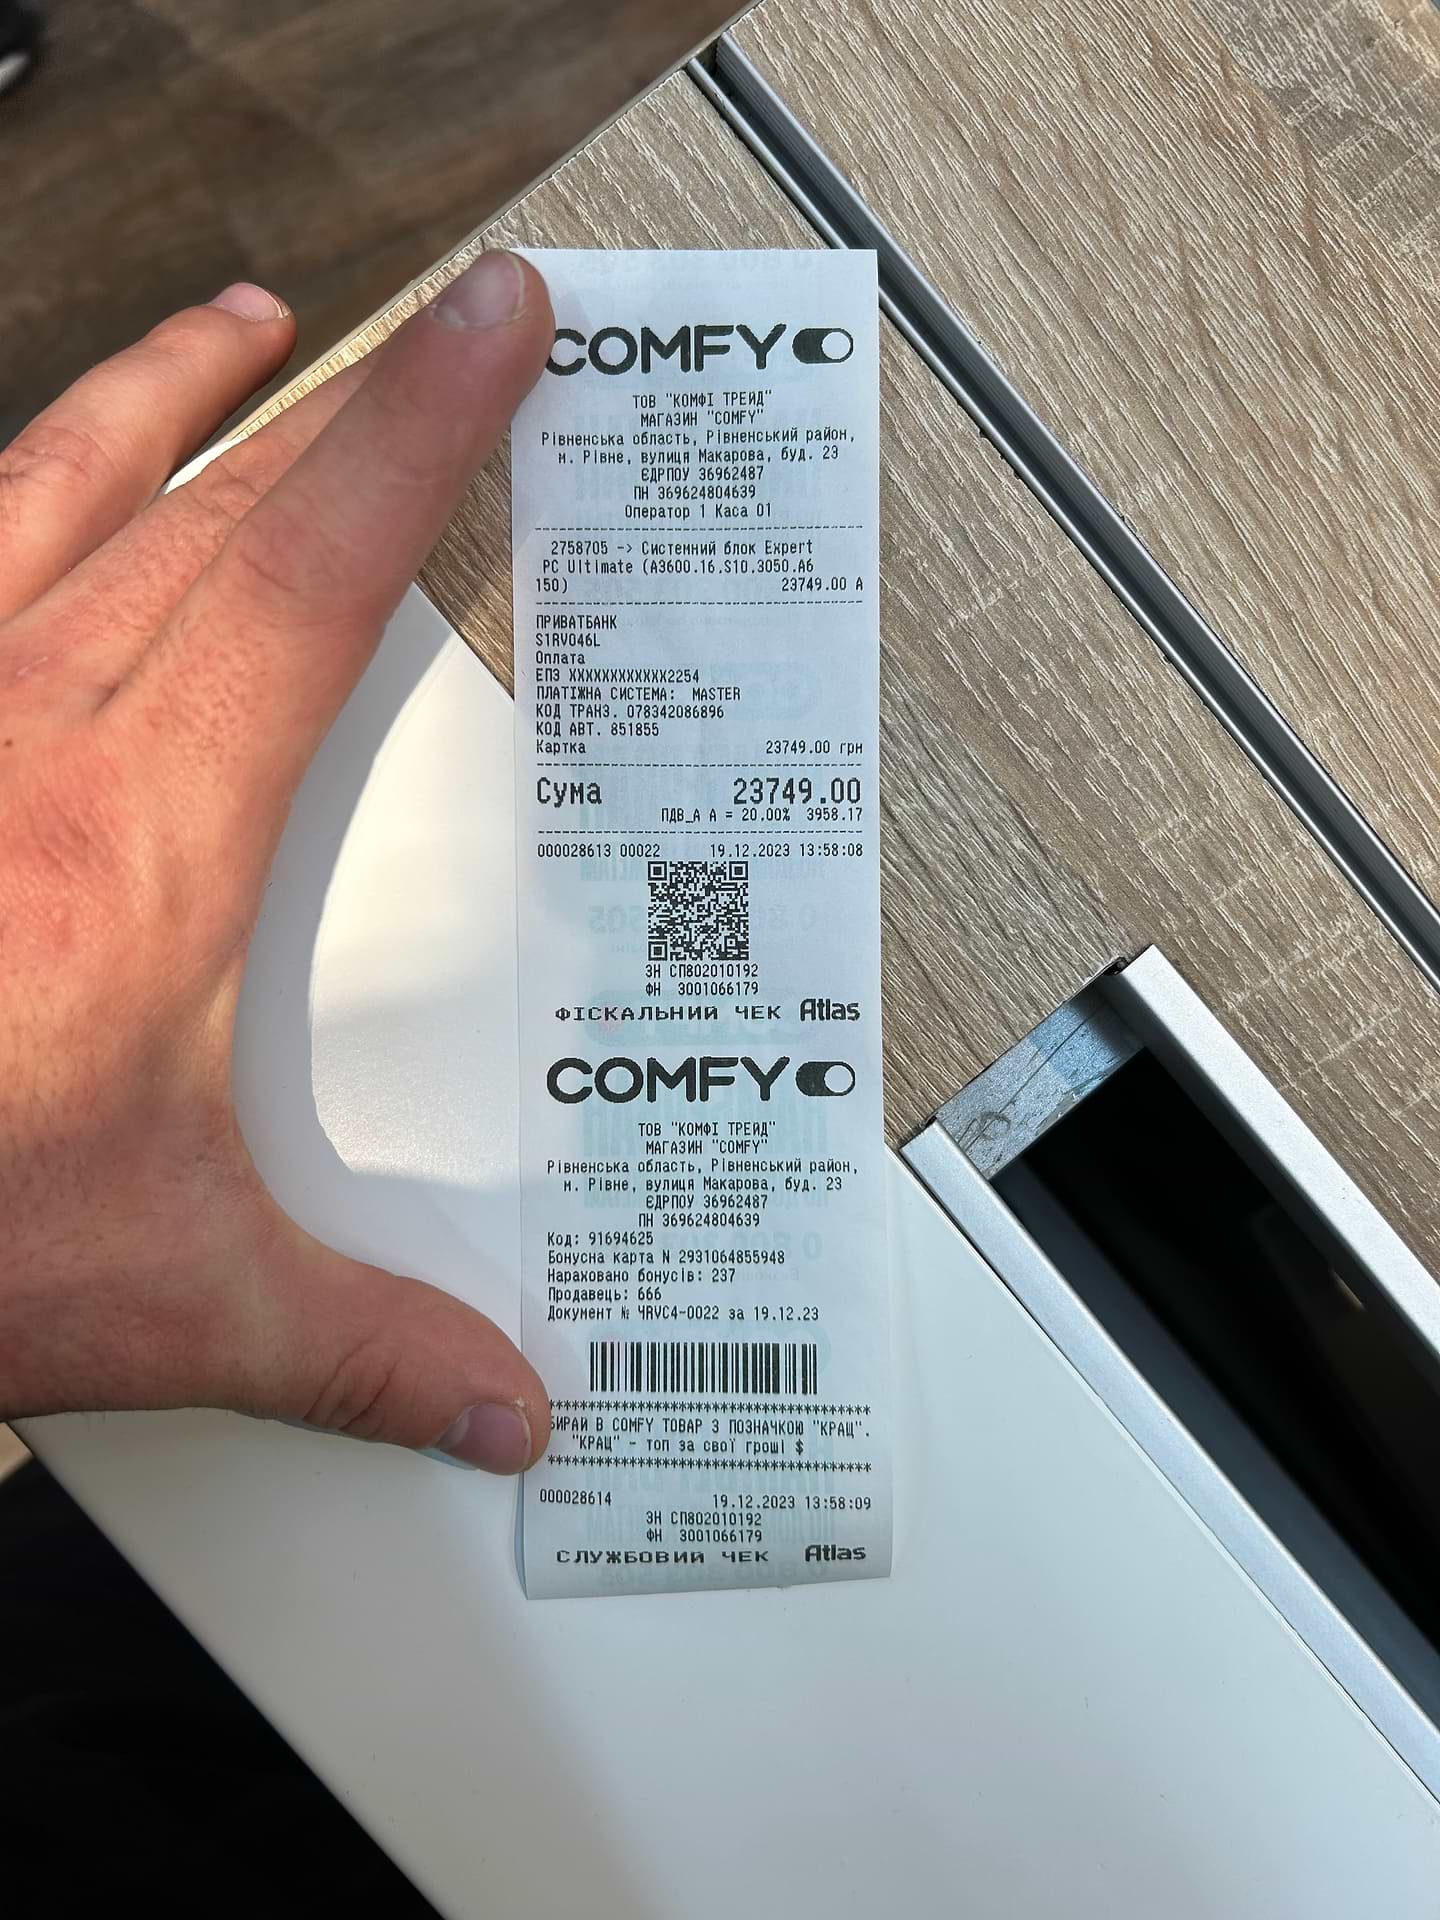 COMFY
ТОВ "КОМФІ ТРЕЙД"
МАГАЗИН "COMFY"
Рівненська область, Рівненський район,
м. Рівне, вулиця Макарова, буд. 23
ЄДРПОУ 36962487
ПН 369624804639
Оператор 1 Каса 01
2758705 -> Системний блок Expert
PC Ultimate (A3600.16.S10.3050.A6
150) 23749.00 А
ПРИВАТБАНК
S1RV046L
Оплата
ЕПЗ XXXXXXXXXXXX2254
ПЛАТІЖНА СИСТЕМА: MASTER
КОД ТРАНЗ. 078342086896
КОД АВТ. 851855
Картка 23749.00 грн
Сума 23749.00
ПДВ_А А = 20.00% 3958.17
000028613 00022 19.12.2023 13:58:08
ЗН СП802010192
ФН 3001066179
ФІСКАЛЬНИЙ ЧЕК Atlas
COMFY
ТОВ "КОМФІ ТРЕЙД"
МАГАЗИН "COMFY"
Рівненська область, Рівненський район,
м. Рівне, вулиця Макарова, буд. 23
ЄДРПОУ 36962487
ПН 369624804639
Код: 91694625
Бонусна карта N 2931064855948
Нараховано бонусів: 237
Продавець: 666
Документ № ЧRVC4-0022 за 19.12.23
****************************************
БИРАЙ В COMFY ТОВАР З ПОЗНАЧКОЮ "КРАЩ".
"КРАЩ" - топ за свої гроші $
****************************************
000028614 19.12.2023 13:58:09
ЗН СП802010192
ФН 3001066179
СЛУЖБОВИЙ ЧЕК Atlas